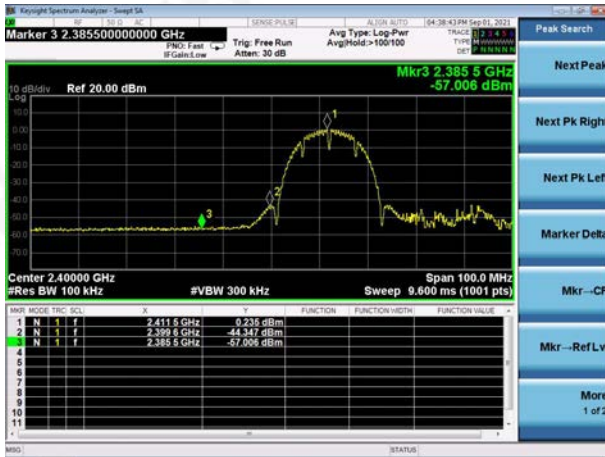 Keysight Spectrum Analyzer - Swept SA
RF 50 Ω AC SENSE:PULSE ALIGN AUTO 04:38:43 PM Sep 01, 2021
Marker 3 2.385500000000 GHz
PNO: Fast
IFGain:Low
Trig: Free Run
Atten: 30 dB
Avg Type: Log-Pwr
Avg|Hold:>100/100
TRACE 1 2 3 4 5 6
TYPE M WWWWW
DET P NNNNN
Mkr3 2.385 5 GHz
-57.006 dBm
10 dB/div Ref 20.00 dBm
Log
10.0
0.00
-10.0
-20.0
-30.0
-40.0
-50.0
-60.0
-70.0
1
2
3
Center 2.40000 GHz Span 100.0 MHz
#Res BW 100 kHz #VBW 300 kHz Sweep 9.600 ms (1001 pts)
MKR MODE TRC SCL X Y FUNCTION FUNCTION WIDTH FUNCTION VALUE
1 N 1 f 2.411 5 GHz 0.235 dBm
2 N 1 f 2.399 6 GHz -44.347 dBm
3 N 1 f 2.385 5 GHz -57.006 dBm
4
5
6
7
8
9
10
11
MSG STATUS
Peak Search
Next Peak
Next Pk Right
Next Pk Left
Marker Delta
Mkr→CF
Mkr→Ref Lv
More
1 of 2